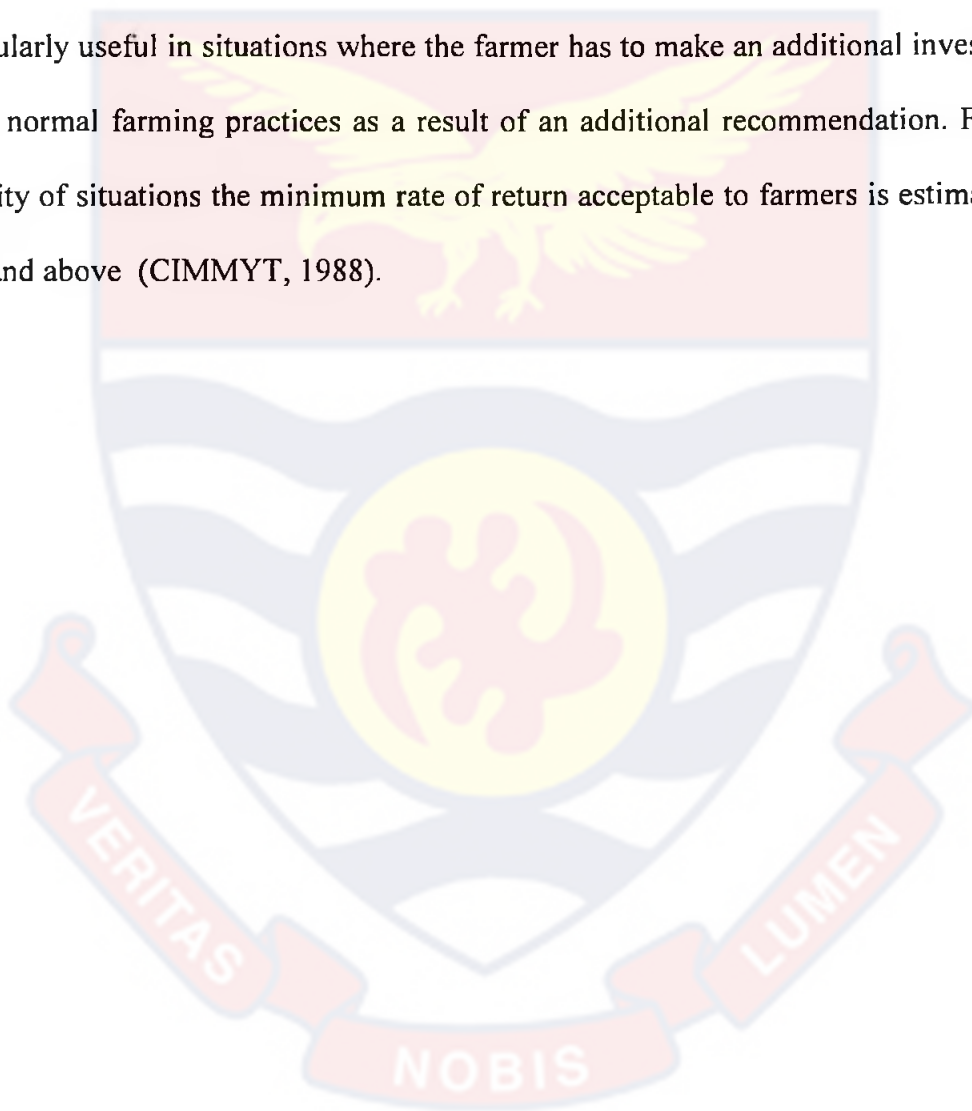 ularly useful in situations where the farmer has to make an additional inves
normal farming practices as a result of an additional recommendation. F
ity of situations the minimum rate of return acceptable to farmers is estima
nd above (CIMMYT, 1988).
VERITAS
NOBIS
LUMEN